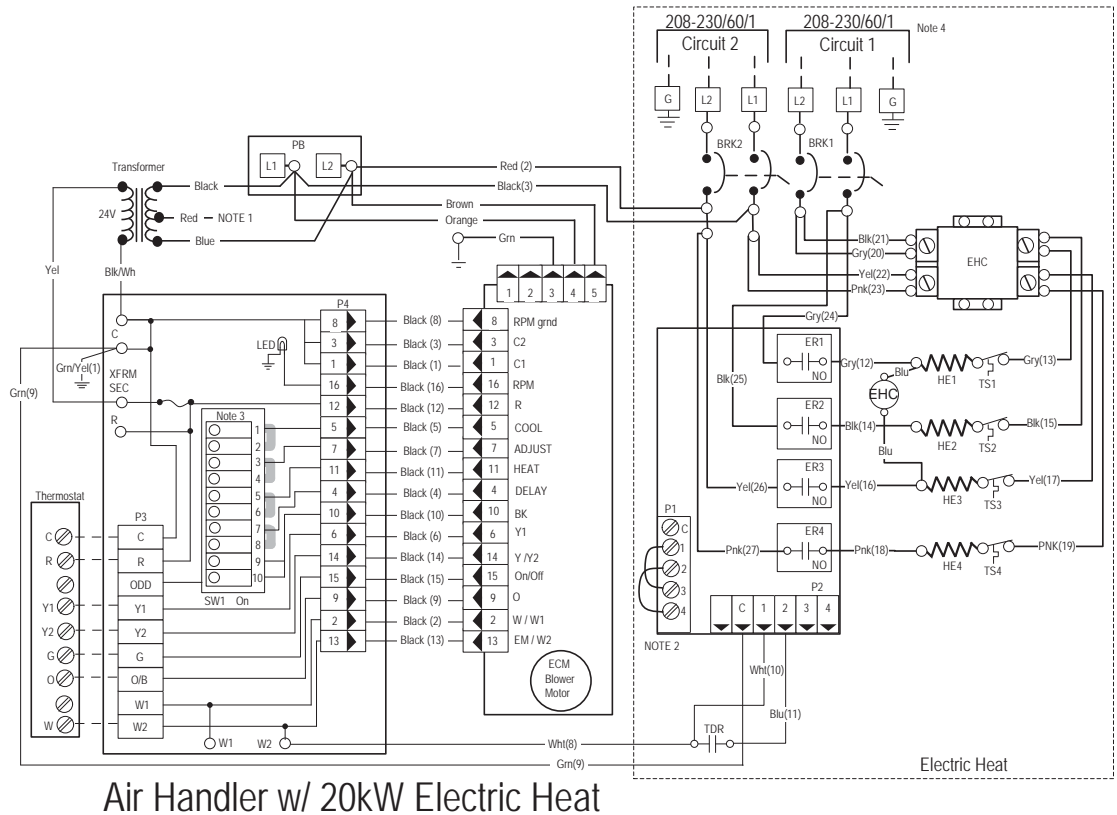 208-230/60/1
Circuit 2
208-230/60/1
Circuit 1
Note 4
G
L2
L1
L2
L1
G
BRK2
BRK1
PB
L1
L2
Red (2)
Black(3)
Brown
Orange
Grn
Transformer
24V
Black
Red – NOTE 1
Blue
Yel
Blk/Wh
Blk(21)
Gry(20)
Yel(22)
Pnk(23)
EHC
Gry(24)
1 2 3 4 5
P4
C
Grn/Yel(1)
Grn(9)
XFRM
SEC
R
LED
8 Black (8) 8 RPM grnd
3 Black (3) 3 C2
1 Black (1) 1 C1
16 Black (16) 16 RPM
12 Black (12) 12 R
5 Black (5) 5 COOL
7 Black (7) 7 ADJUST
11 Black (11) 11 HEAT
4 Black (4) 4 DELAY
10 Black (10) 10 BK
6 Black (6) 6 Y1
14 Black (14) 14 Y /Y2
15 Black (15) 15 On/Off
9 Black (9) 9 O
2 Black (2) 2 W / W1
13 Black (13) 13 EM / W2
Note 3
1
2
3
4
5
6
7
8
9
10
SW1 On
Thermostat
C
R
Y1
Y2
G
O
W
P3
C
R
ODD
Y1
Y2
G
O/B
W1
W2
W1
W2
ECM
Blower
Motor
ER1
NO
Gry(12)
Blu
HE1
TS1
Gry(13)
EHC
Blk(25)
ER2
NO
Blk(14)
HE2
TS2
Blk(15)
Blu
Yel(26)
ER3
NO
Yel(16)
HE3
TS3
Yel(17)
Pnk(27)
ER4
NO
Pnk(18)
HE4
TS4
PNK(19)
P1
C
1
2
3
4
P2
C 1 2 3 4
NOTE 2
Wht(10)
Blu(11)
TDR
Wht(8)
Grn(9)
Electric Heat
Air Handler w/ 20kW Electric Heat